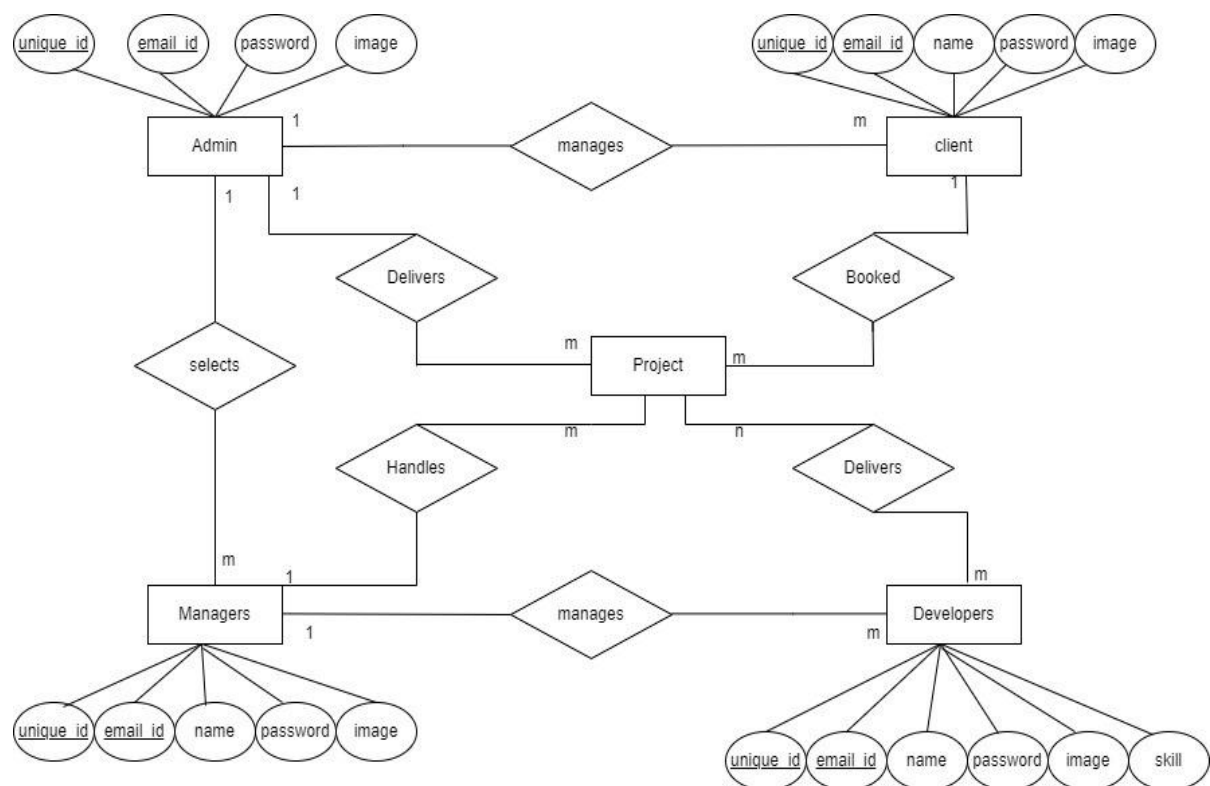 unique_id email_id password image
unique_id email_id name password image
1 m
Admin manages client
1 1 1
Delivers Booked
m Project m
selects
m n
Handles Delivers
m 1 m
Managers manages Developers
1 m
unique_id email_id name password image
unique_id email_id name password image skill